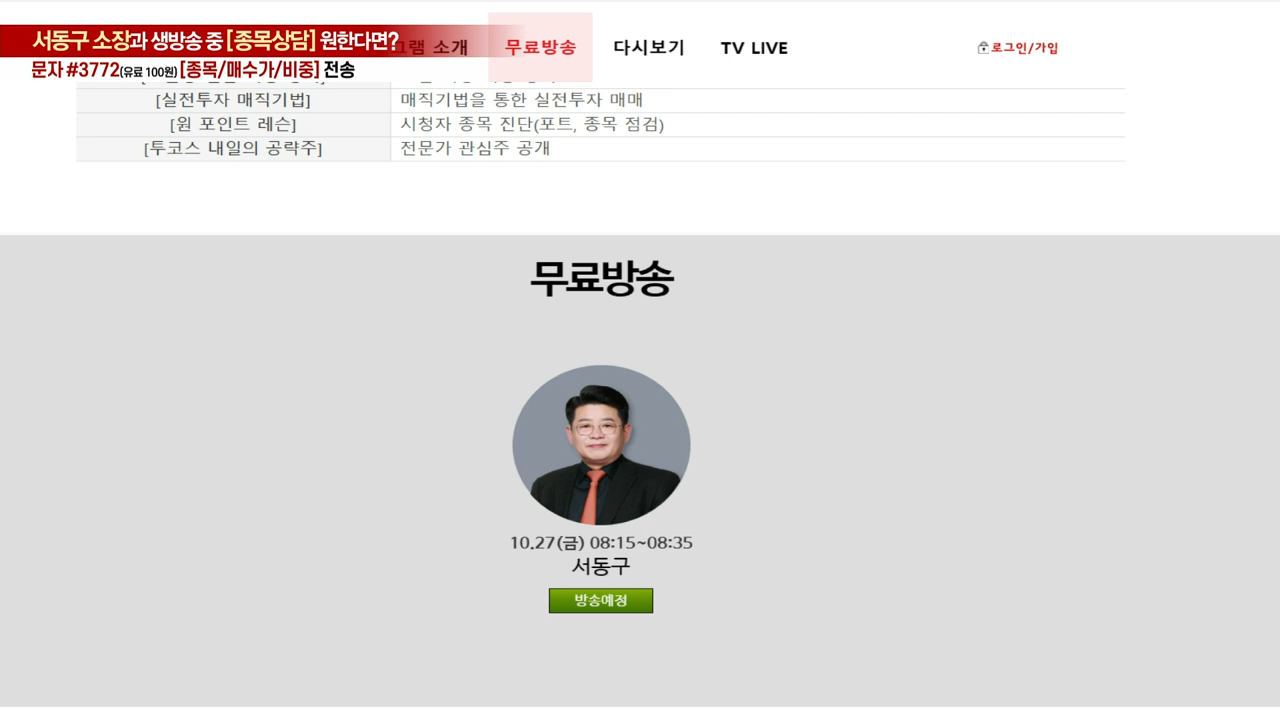 서동구 소장과 생방송 중 [종목상담] 원한다면?
문자 #3772(유료 100원) [종목/매수가/비중] 전송
램 소개 무료방송 다시보기 TV LIVE 로그인/가입
[실전투자 매직기법] 매직기법을 통한 실전투자 매매
[원 포인트 레슨] 시청자 종목 진단(포트, 종목 점검)
[투코스 내일의 공략주] 전문가 관심주 공개
무료방송
10.27(금) 08:15~08:35
서동구
방송예정